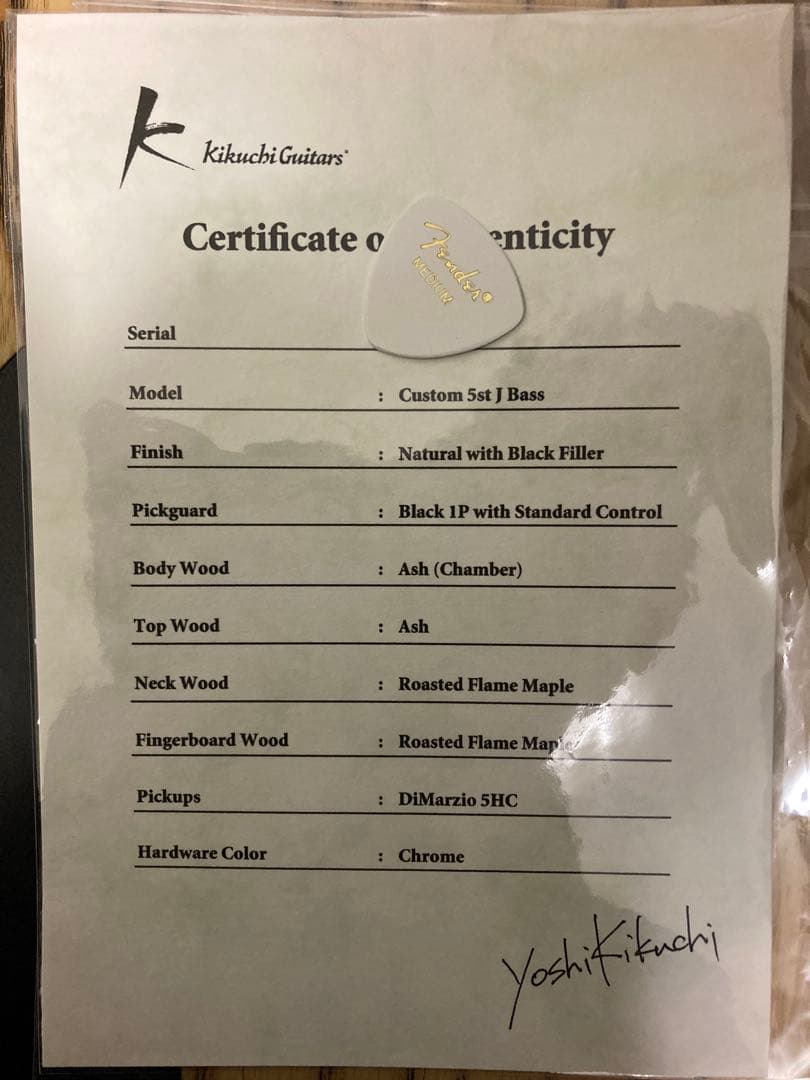 K Kikuchi Guitars
Certificate o enticity
Fender®
MEDIUM
Serial
Model : Custom 5st J Bass
Finish : Natural with Black Filler
Pickguard : Black 1P with Standard Control
Body Wood : Ash (Chamber)
Top Wood : Ash
Neck Wood : Roasted Flame Maple
Fingerboard Wood : Roasted Flame Maple
Pickups : DiMarzio 5HC
Hardware Color : Chrome
Yoshi Kikuchi